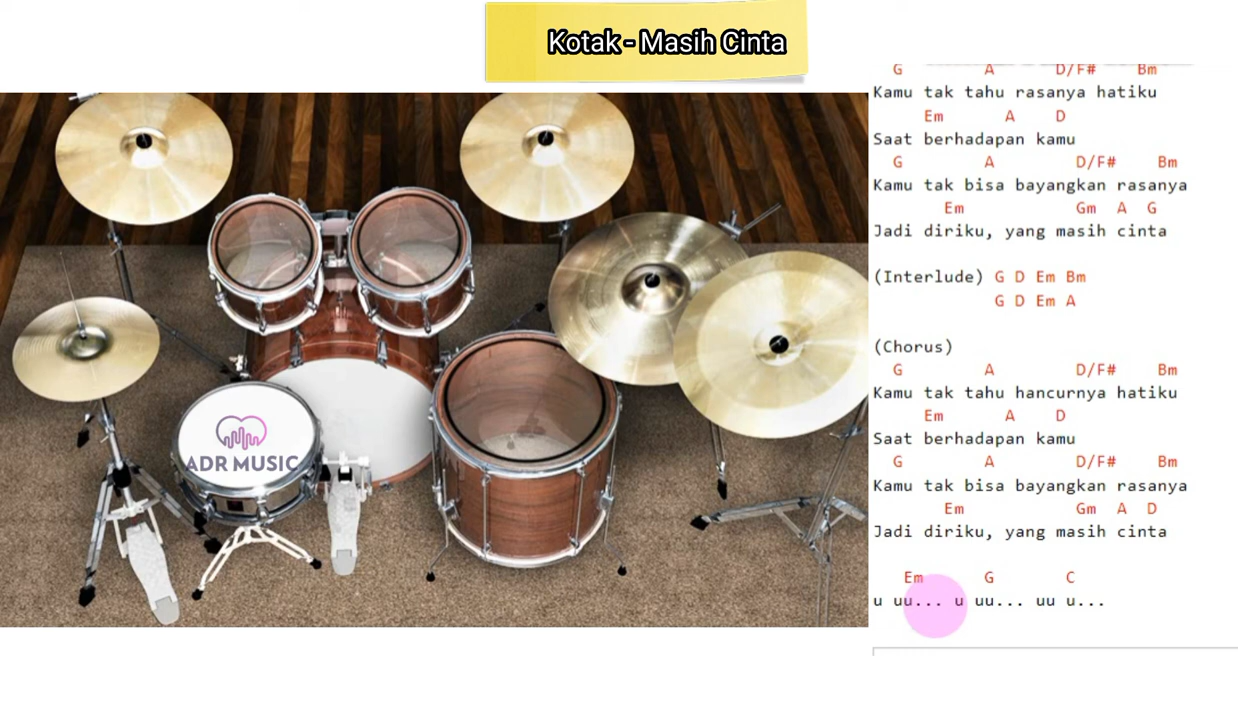 Kotak - Masih Cinta
G A D/F# Bm
Kamu tak tahu rasanya hatiku
Em A D
Saat berhadapan kamu
G A D/F# Bm
Kamu tak bisa bayangkan rasanya
Em Gm A G
Jadi diriku, yang masih cinta
(Interlude) G D Em Bm
G D Em A
(Chorus)
G A D/F# Bm
Kamu tak tahu hancurnya hatiku
Em A D
Saat berhadapan kamu
G A D/F# Bm
Kamu tak bisa bayangkan rasanya
Em Gm A D
Jadi diriku, yang masih cinta
Em G C
u uu... u uu... uu u...
ADR MUSIC